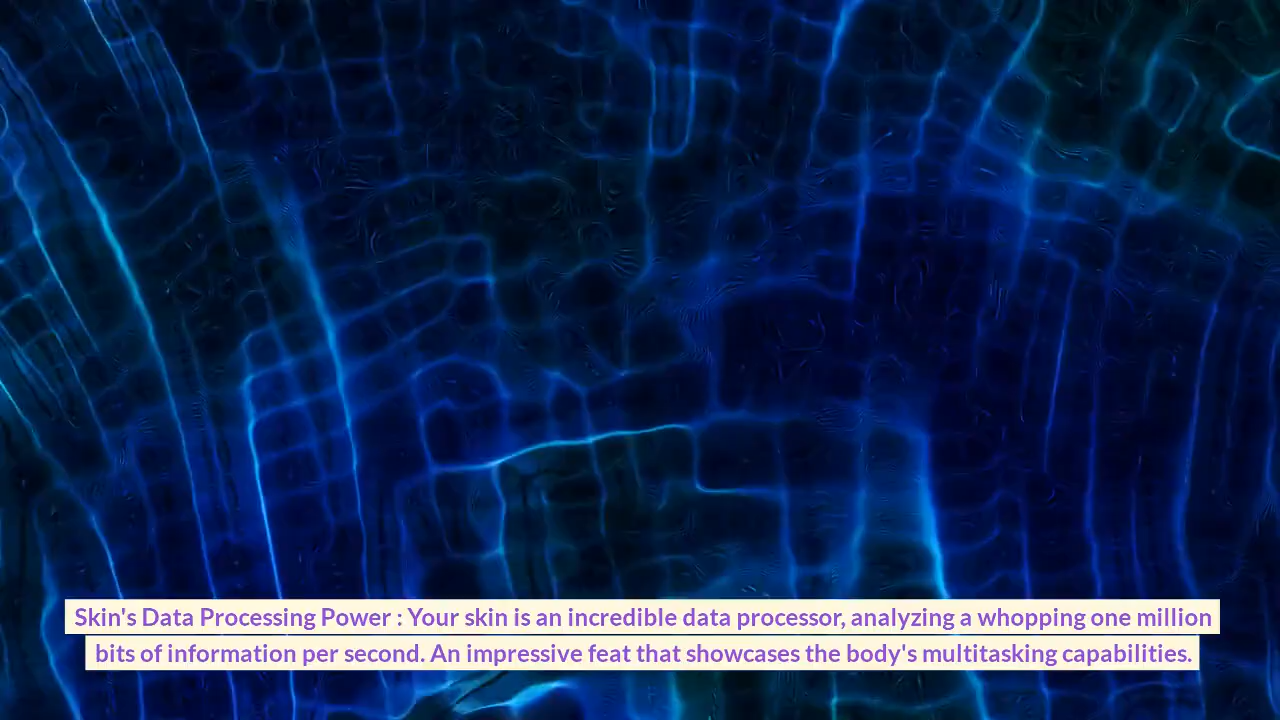 Skin's Data Processing Power : Your skin is an incredible data processor, analyzing a whopping one million
bits of information per second. An impressive feat that showcases the body's multitasking capabilities.